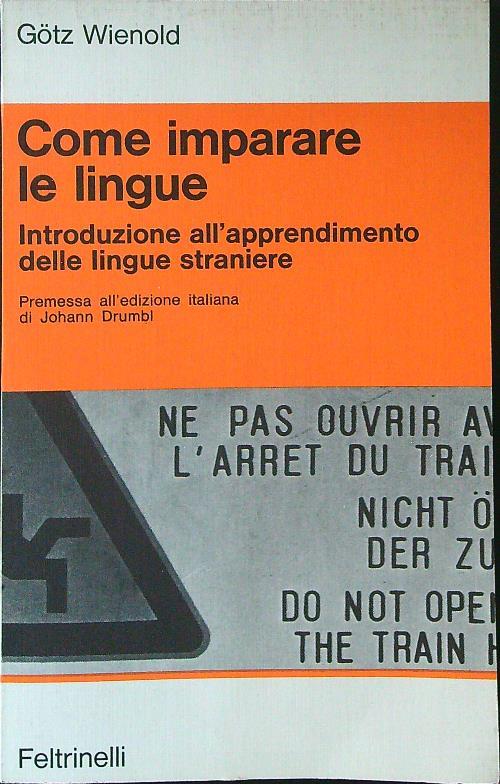 Götz Wienold
Come imparare
le lingue
Introduzione all'apprendimento
delle lingue straniere
Premessa all'edizione italiana
di Johann Drumbl
NE PAS OUVRIR AV
L'ARRET DU TRAI
NICHT Ö
DER ZU
DO NOT OPE
THE TRAIN H
Feltrinelli